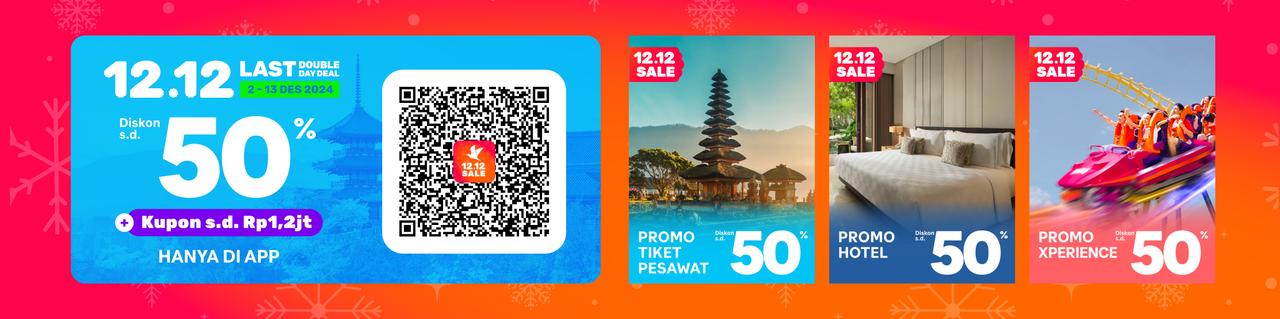 12.12 LAST DOUBLE
DAY DEAL
2 - 13 DES 2024
Diskon
s.d.
50%
+ Kupon s.d. Rp1,2jt
HANYA DI APP
12.12
SALE
12.12
SALE
PROMO
TIKET
PESAWAT
Diskon
s.d.
50%
12.12
SALE
PROMO
HOTEL
Diskon
s.d.
50%
12.12
SALE
PROMO
XPERIENCE
Diskon
s.d.
50%